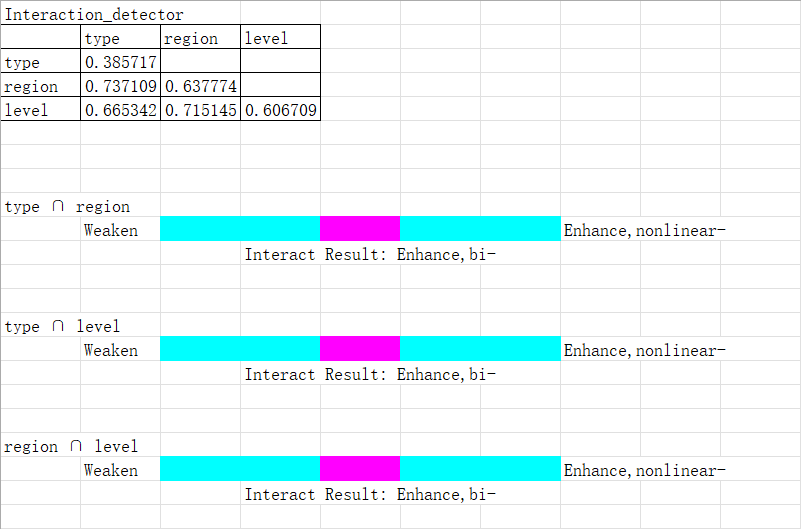 Interaction_detector
type region level
type 0.385717
region 0.737109 0.637774
level 0.665342 0.715145 0.606709
type ∩ region
Weaken Enhance,nonlinear-
Interact Result: Enhance,bi-
type ∩ level
Weaken Enhance,nonlinear-
Interact Result: Enhance,bi-
region ∩ level
Weaken Enhance,nonlinear-
Interact Result: Enhance,bi-